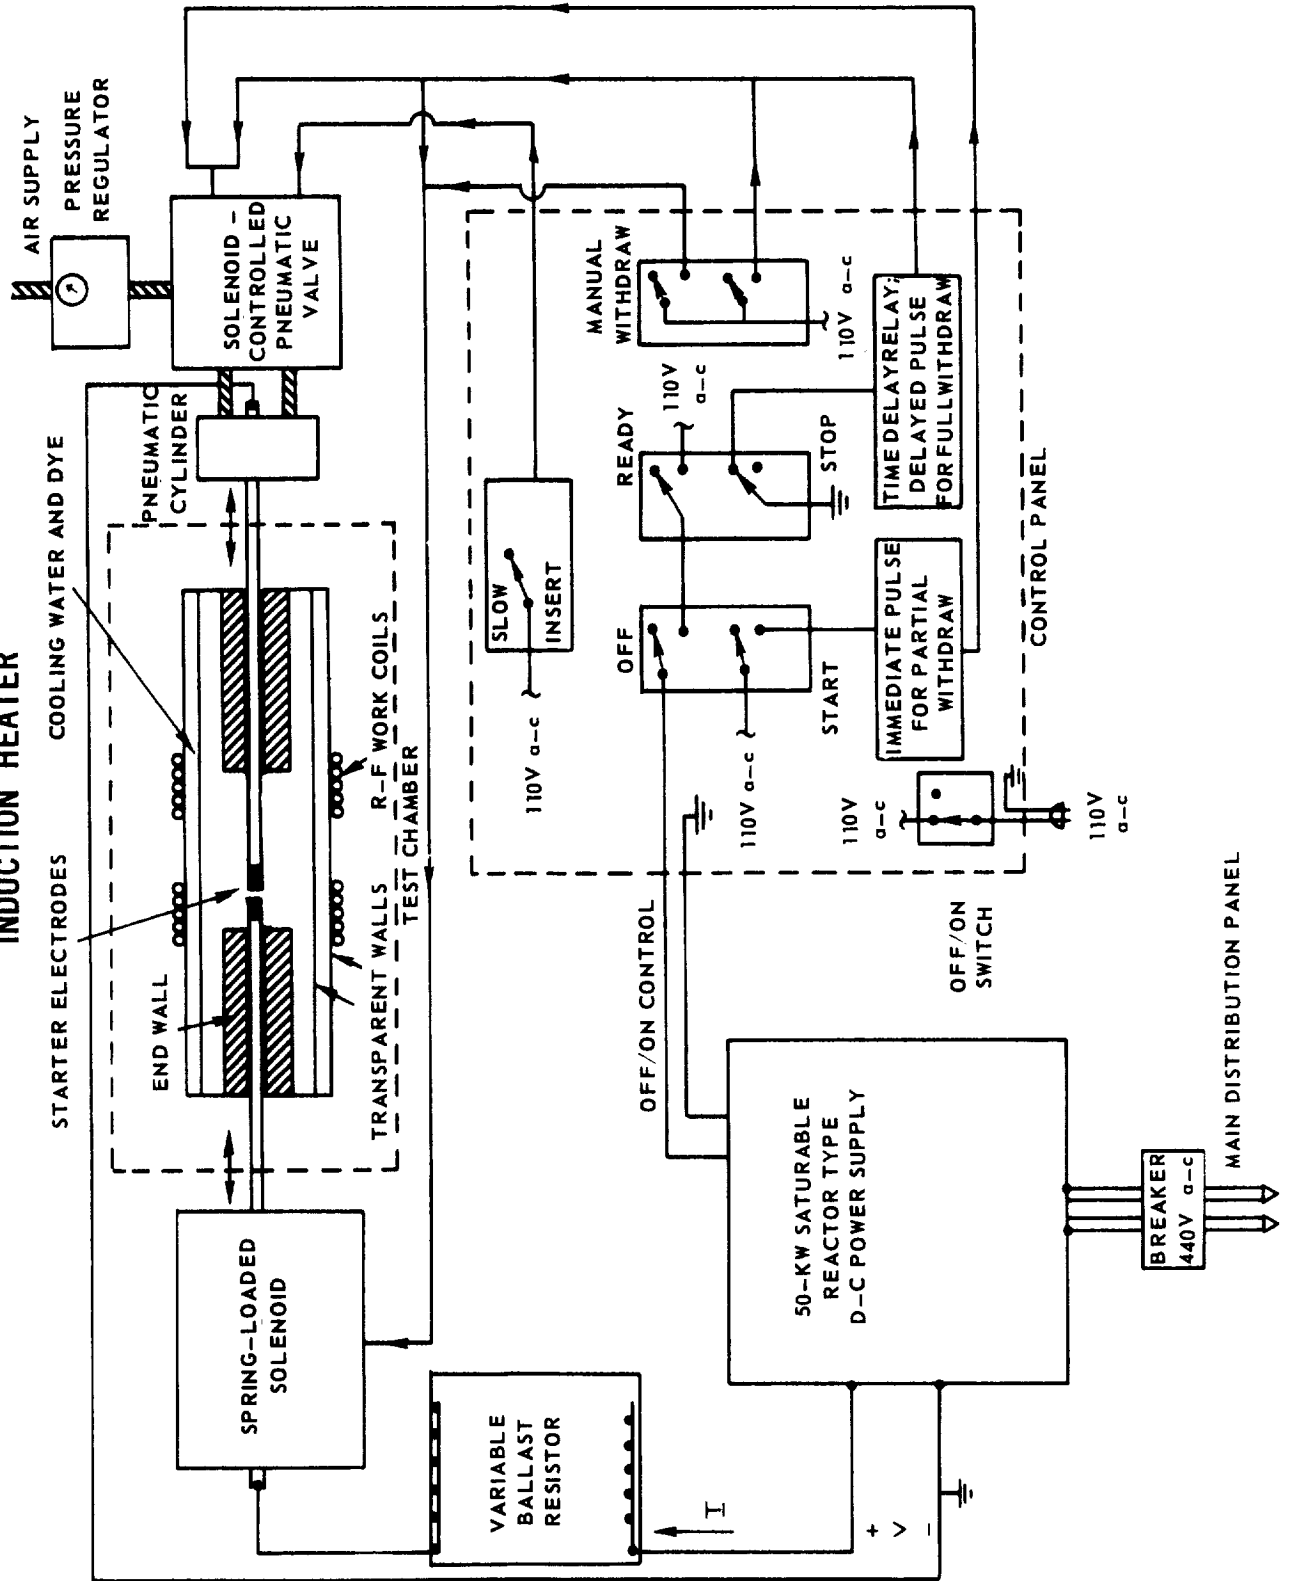 INDUCTION HEATER
AIR SUPPLY
PRESSURE
REGULATOR
SOLENOID –
CONTROLLED
PNEUMATIC
VALVE
PNEUMATIC
CYLINDER
COOLING WATER AND DYE
STARTER ELECTRODES
END WALL
R–F WORK COILS
TEST CHAMBER
TRANSPARENT WALLS
SPRING–LOADED
SOLENOID
VARIABLE
BALLAST
RESISTOR
I
+
V
–
50–KW SATURABLE
REACTOR TYPE
D–C POWER SUPPLY
OFF/ON CONTROL
BREAKER
440V a–c
MAIN DISTRIBUTION PANEL
SLOW
INSERT
110V a–c
MANUAL
WITHDRAW
110V a–c
READY
110V
a–c
STOP
OFF
START
110V a–c
TIME DELAY RELAY;
DELAYED PULSE
FOR FULL WITHDRAW
IMMEDIATE PULSE
FOR PARTIAL
WITHDRAW
CONTROL PANEL
110V
a–c
110V
a–c
OFF/ON
SWITCH